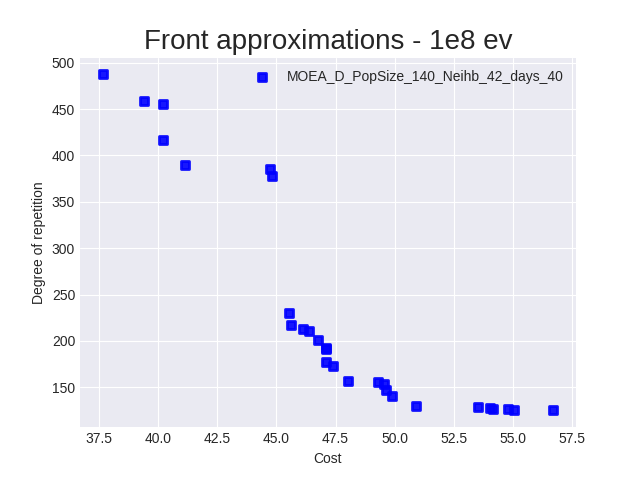 Front approximations - 1e8 ev
MOEA_D_PopSize_140_Neihb_42_days_40
Degree of repetition
500
450
400
350
300
250
200
150
37.5 40.0 42.5 45.0 47.5 50.0 52.5 55.0 57.5
Cost